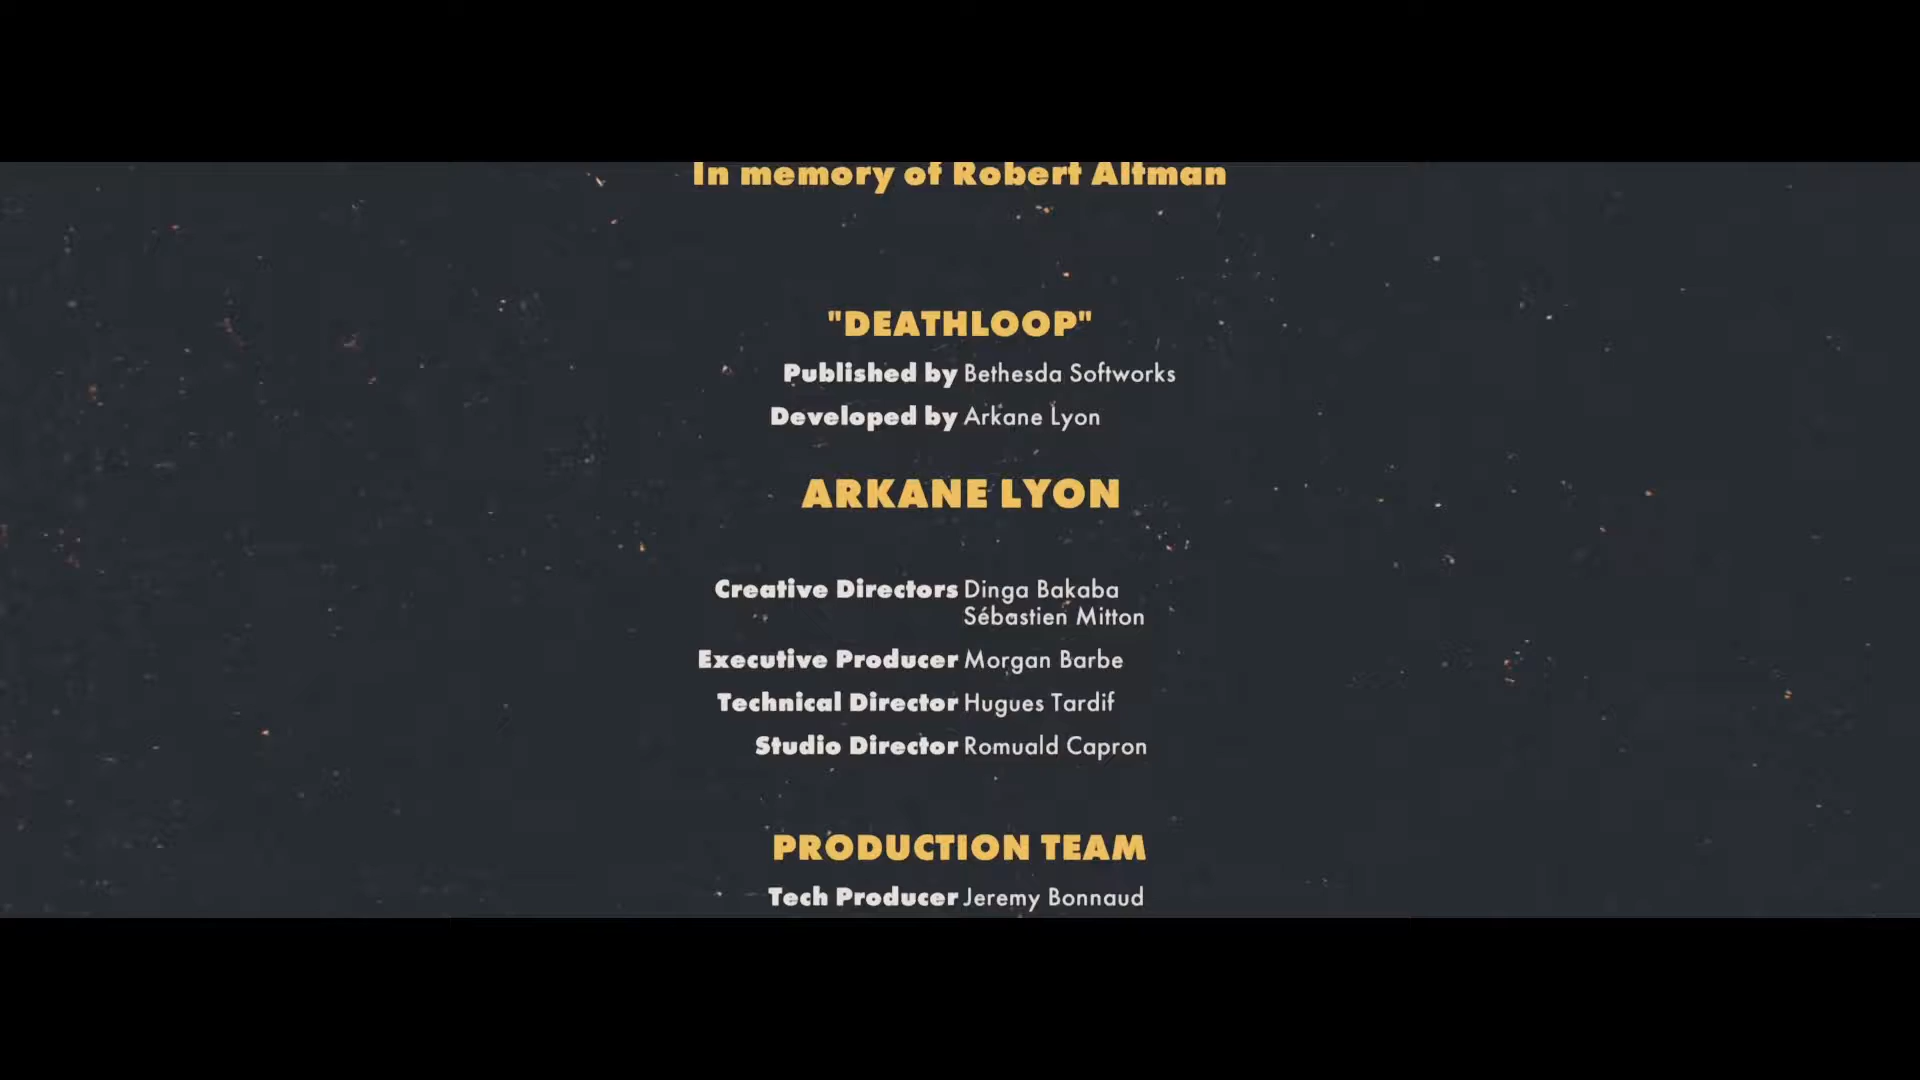 In memory of Robert Altman
"DEATHLOOP"
Published by Bethesda Softworks
Developed by Arkane Lyon
ARKANE LYON
Creative Directors Dinga Bakaba
Sébastien Mitton
Executive Producer Morgan Barbe
Technical Director Hugues Tardif
Studio Director Romuald Capron
PRODUCTION TEAM
Tech Producer Jeremy Bonnaud